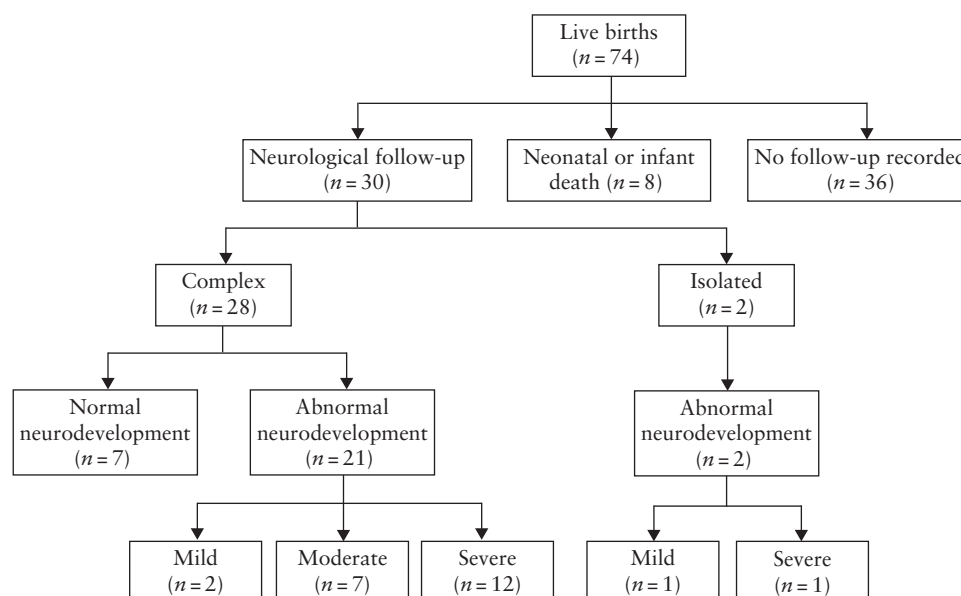 Live births
(n = 74)
Neurological follow-up
(n = 30)
Neonatal or infant
death (n = 8)
No follow-up recorded
(n = 36)
Complex
(n = 28)
Isolated
(n = 2)
Normal
neurodevelopment
(n = 7)
Abnormal
neurodevelopment
(n = 21)
Abnormal
neurodevelopment
(n = 2)
Mild
(n = 2)
Moderate
(n = 7)
Severe
(n = 12)
Mild
(n = 1)
Severe
(n = 1)